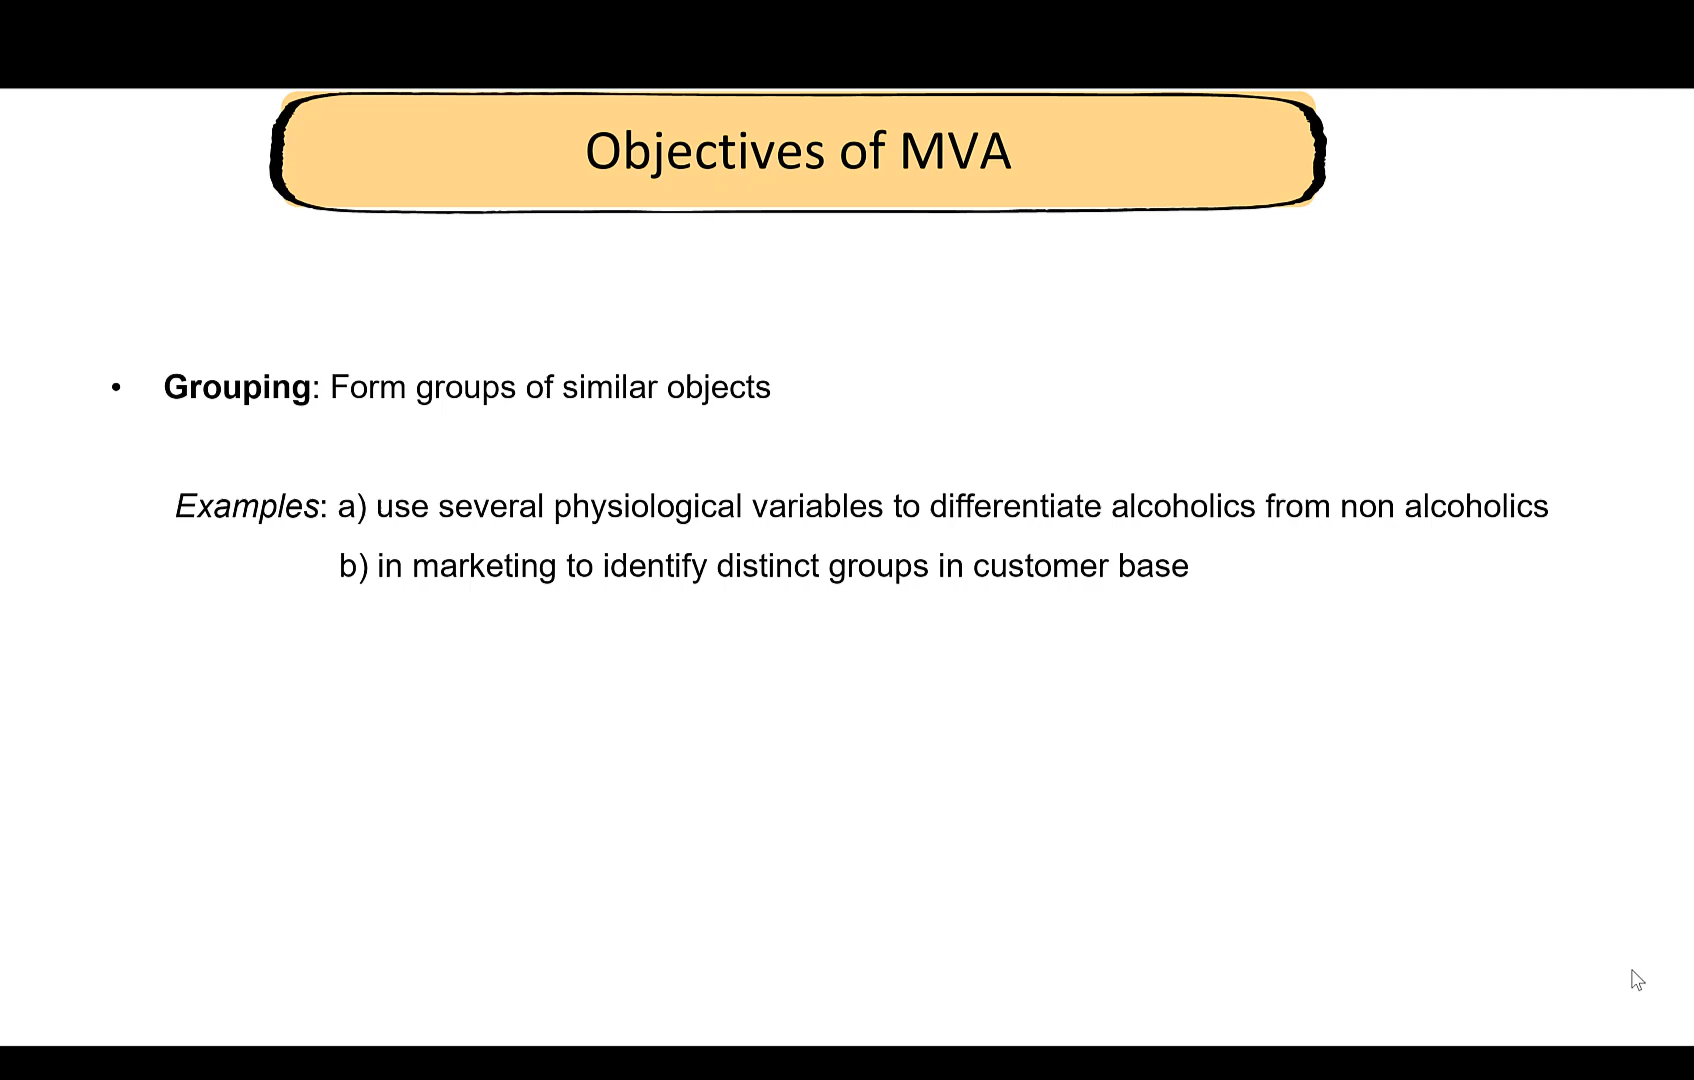 Objectives of MVA
• Grouping: Form groups of similar objects
Examples: a) use several physiological variables to differentiate alcoholics from non alcoholics
b) in marketing to identify distinct groups in customer base